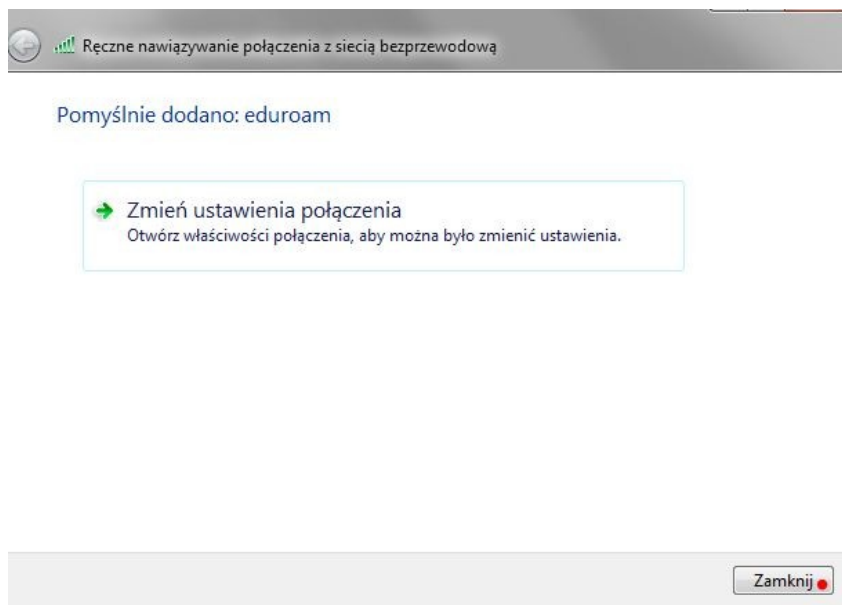 Ręczne nawiązywanie połączenia z siecią bezprzewodową
Pomyślnie dodano: eduroam
Zmień ustawienia połączenia
Otwórz właściwości połączenia, aby można było zmienić ustawienia.
Zamknij